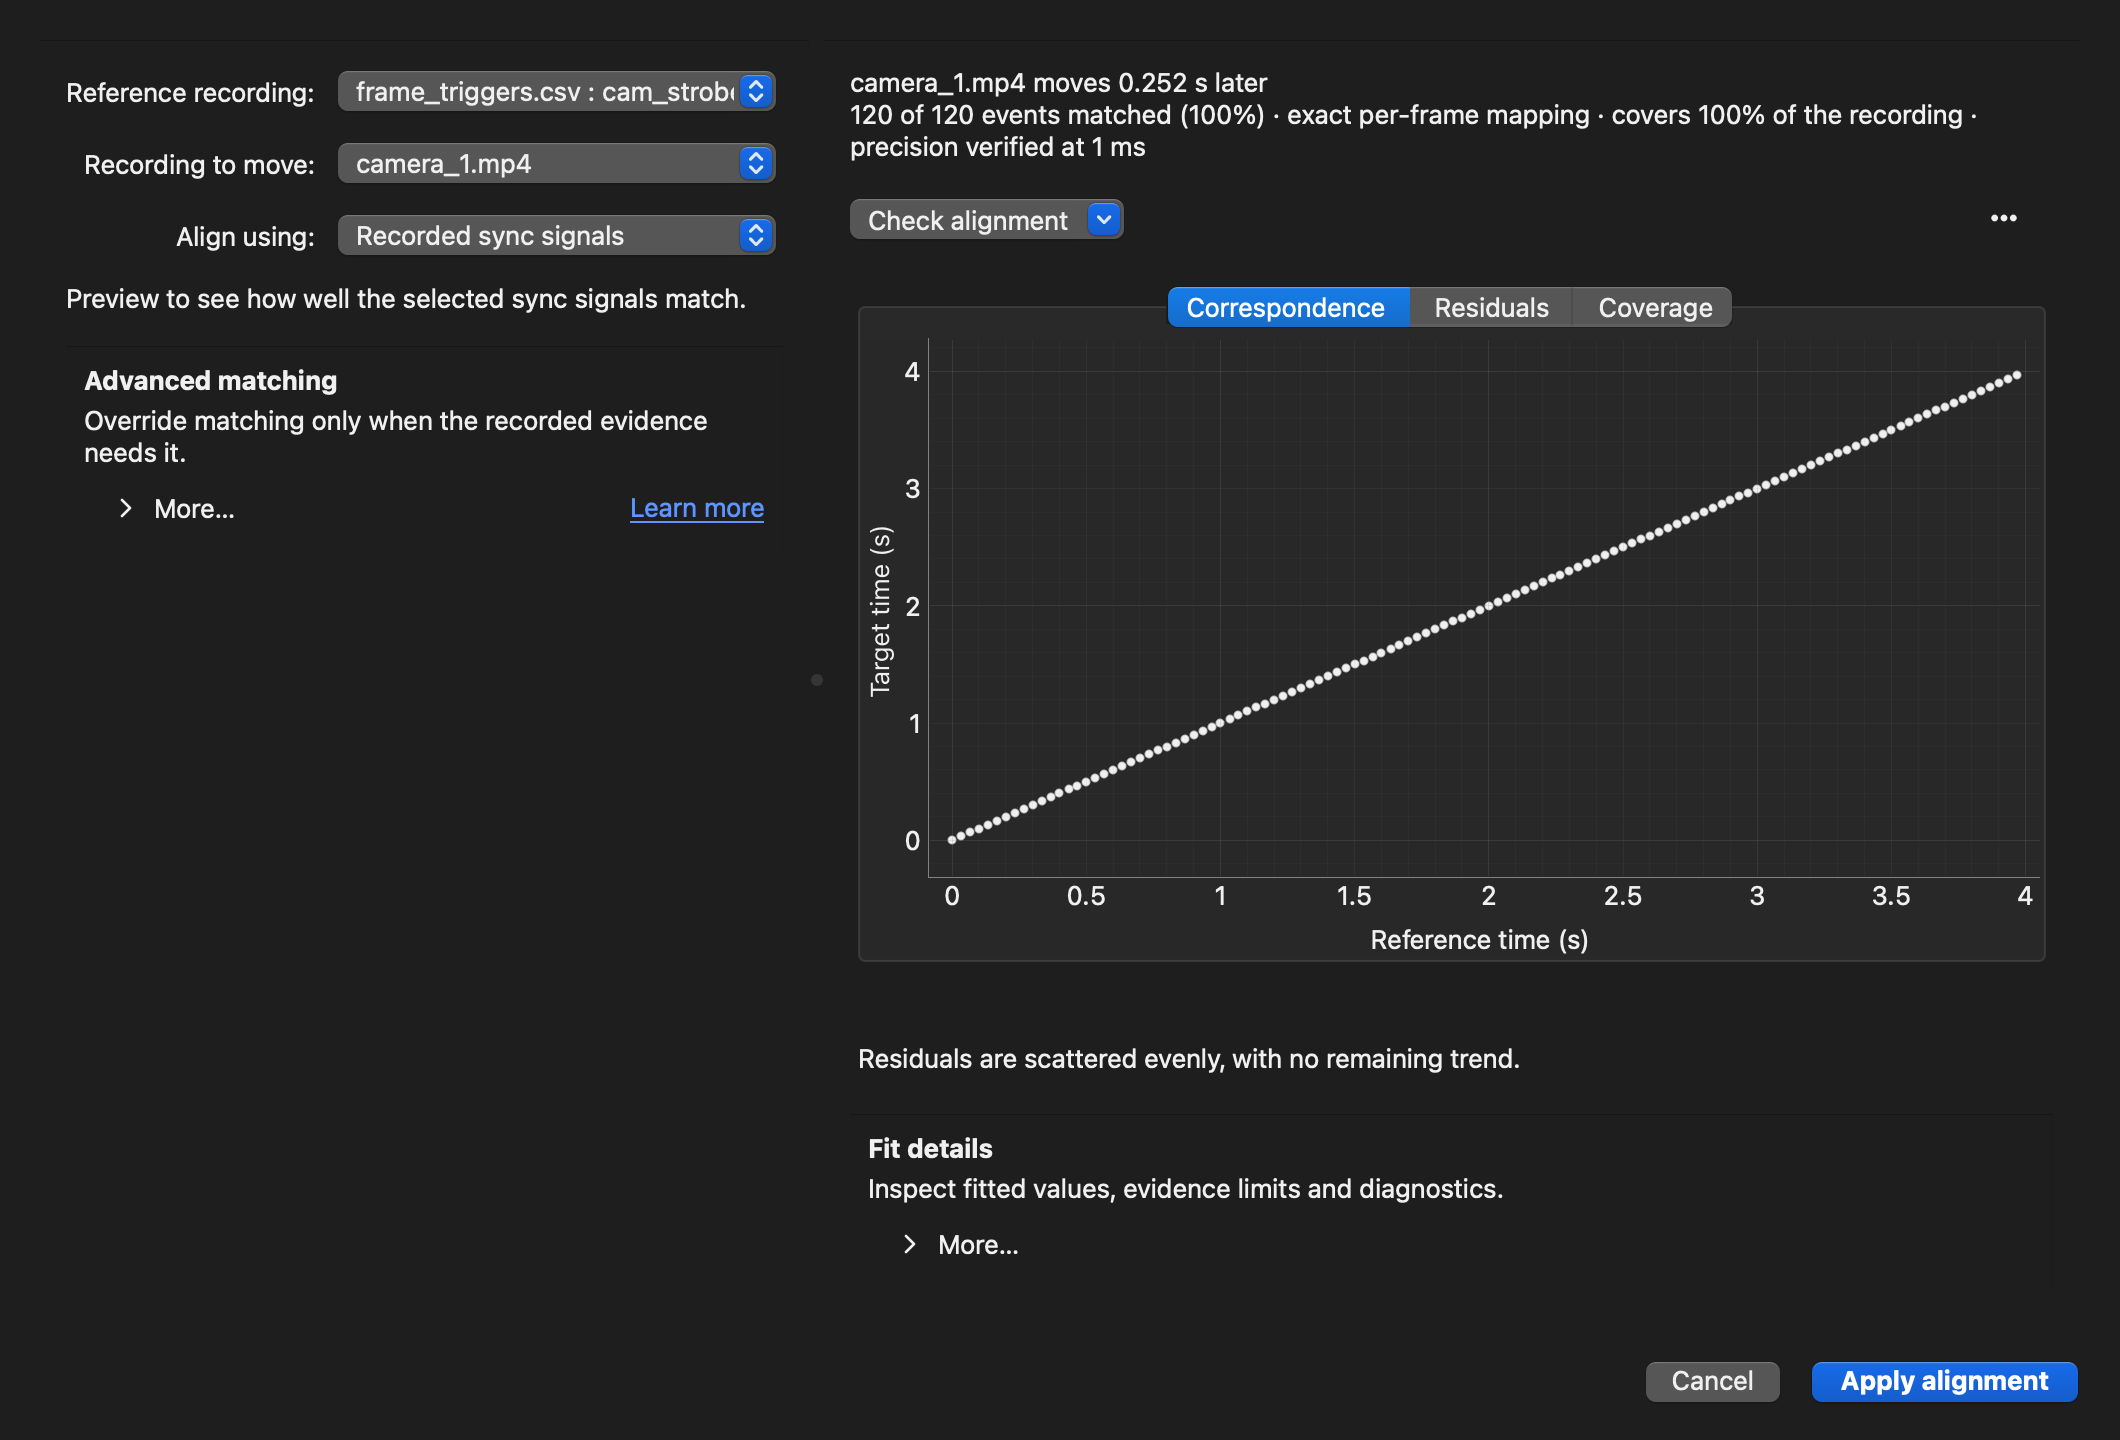 Reference recording:
frame_triggers.csv : cam_strob
Recording to move:
camera_1.mp4
Align using:
Recorded sync signals
Preview to see how well the selected sync signals match.
Advanced matching
Override matching only when the recorded evidence
needs it.
More...
Learn more
camera_1.mp4 moves 0.252 s later
120 of 120 events matched (100%) · exact per-frame mapping · covers 100% of the recording ·
precision verified at 1 ms
Check alignment
Correspondence
Residuals
Coverage
Target time (s)
4
3
2
1
0
0
0.5
1
1.5
2
2.5
3
3.5
4
Reference time (s)
Residuals are scattered evenly, with no remaining trend.
Fit details
Inspect fitted values, evidence limits and diagnostics.
More...
Cancel
Apply alignment